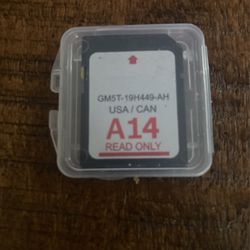 GM5T-19H449-AH
USA / CAN
A14
READ ONLY